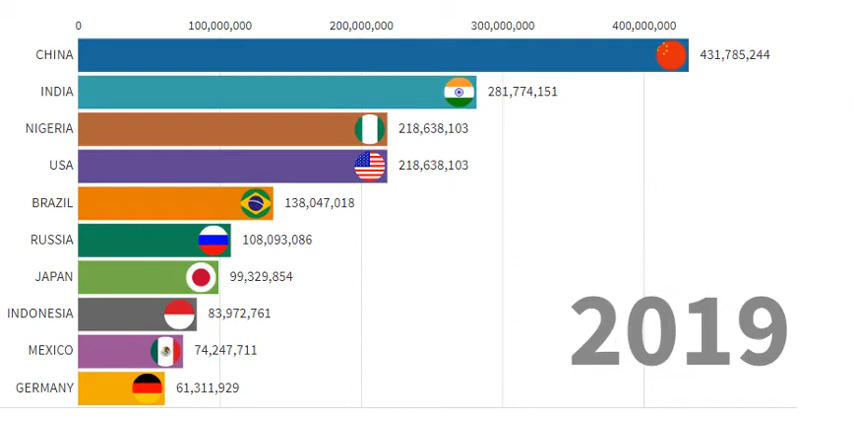 0 100,000,000 200,000,000 300,000,000 400,000,000
CHINA 431,785,244
INDIA 281,774,151
NIGERIA 218,638,103
USA 218,638,103
BRAZIL 138,047,018
RUSSIA 108,093,086
JAPAN 99,329,854
INDONESIA 83,972,761
MEXICO 74,247,711
GERMANY 61,311,929
2019